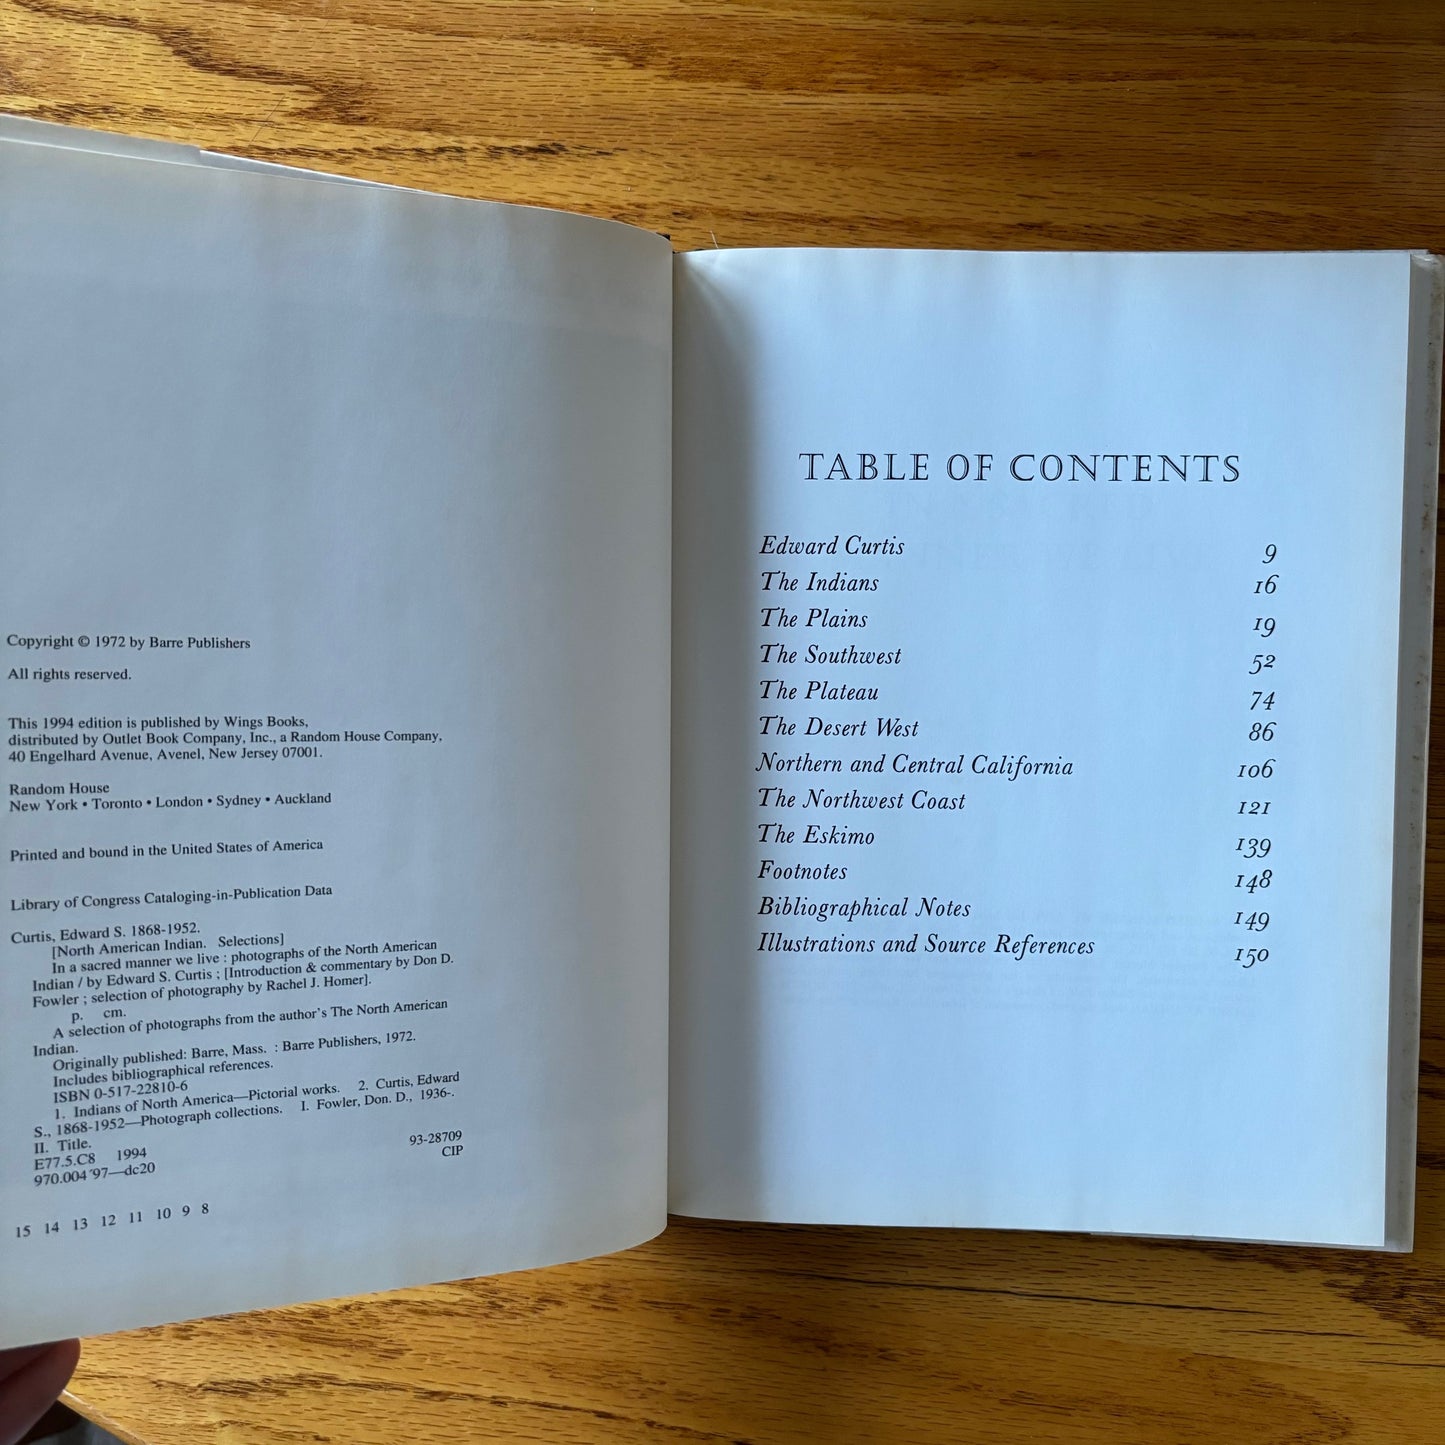 Copyright © 1972 by Barre Publishers
All rights reserved.
This 1994 edition is published by Wings Books,
distributed by Outlet Book Company, Inc., a Random House Company,
40 Engelhard Avenue, Avenel, New Jersey 07001.
Random House
New York • Toronto • London • Sydney • Auckland
Printed and bound in the United States of America
Library of Congress Cataloging-in-Publication Data
Curtis, Edward S. 1868-1952.
[North American Indian. Selections]
In a sacred manner we live : photographs of the North American
Indian / by Edward S. Curtis ; [Introduction & commentary by Don D.
Fowler ; selection of photography by Rachel J. Homer].
p. cm.
A selection of photographs from the author's The North American
Indian.
Originally published: Barre, Mass. : Barre Publishers, 1972.
Includes bibliographical references.
ISBN 0-517-22810-6
1. Indians of North America—Pictorial works. 2. Curtis, Edward
S., 1868-1952—Photograph collections. I. Fowler, Don. D., 1936-.
II. Title.
E77.5.C8 1994 93-28709
970.004´97—dc20 CIP
15 14 13 12 11 10 9 8
TABLE OF CONTENTS
Edward Curtis 9
The Indians 16
The Plains 19
The Southwest 52
The Plateau 74
The Desert West 86
Northern and Central California 106
The Northwest Coast 121
The Eskimo 139
Footnotes 148
Bibliographical Notes 149
Illustrations and Source References 150